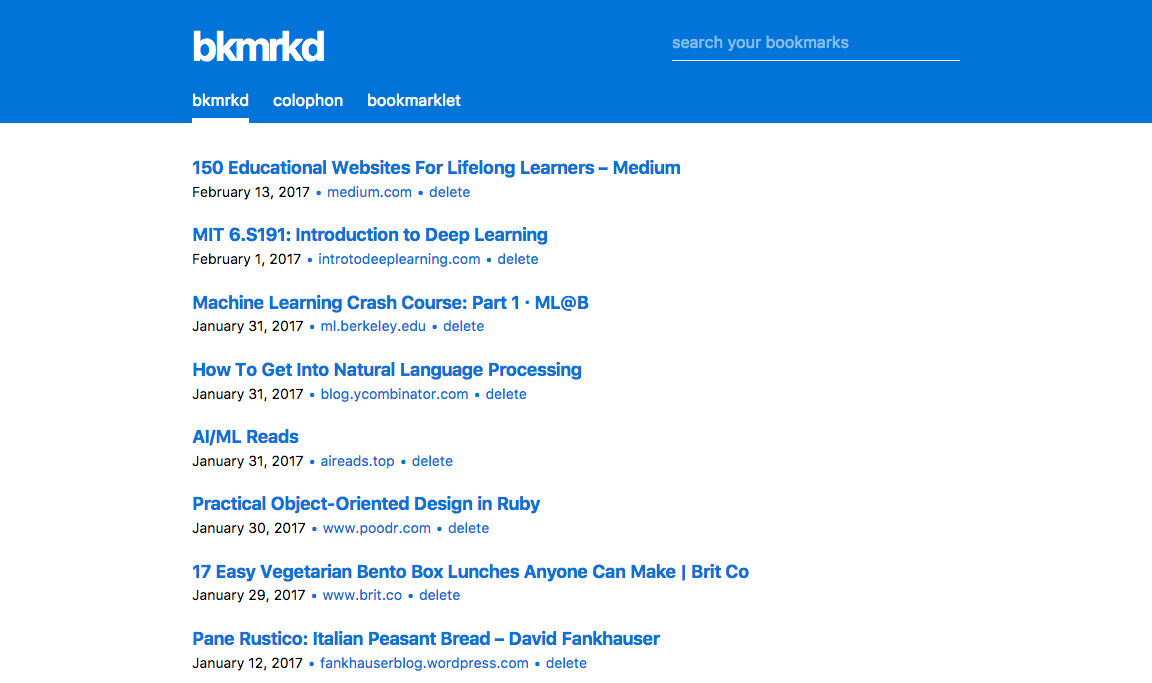 bkmrkd
search your bookmarks
bkmrkd colophon bookmarklet
150 Educational Websites For Lifelong Learners – Medium
February 13, 2017 • medium.com • delete
MIT 6.S191: Introduction to Deep Learning
February 1, 2017 • introtodeeplearning.com • delete
Machine Learning Crash Course: Part 1 · ML@B
January 31, 2017 • ml.berkeley.edu • delete
How To Get Into Natural Language Processing
January 31, 2017 • blog.ycombinator.com • delete
AI/ML Reads
January 31, 2017 • aireads.top • delete
Practical Object-Oriented Design in Ruby
January 30, 2017 • www.poodr.com • delete
17 Easy Vegetarian Bento Box Lunches Anyone Can Make | Brit Co
January 29, 2017 • www.brit.co • delete
Pane Rustico: Italian Peasant Bread – David Fankhauser
January 12, 2017 • fankhauserblog.wordpress.com • delete